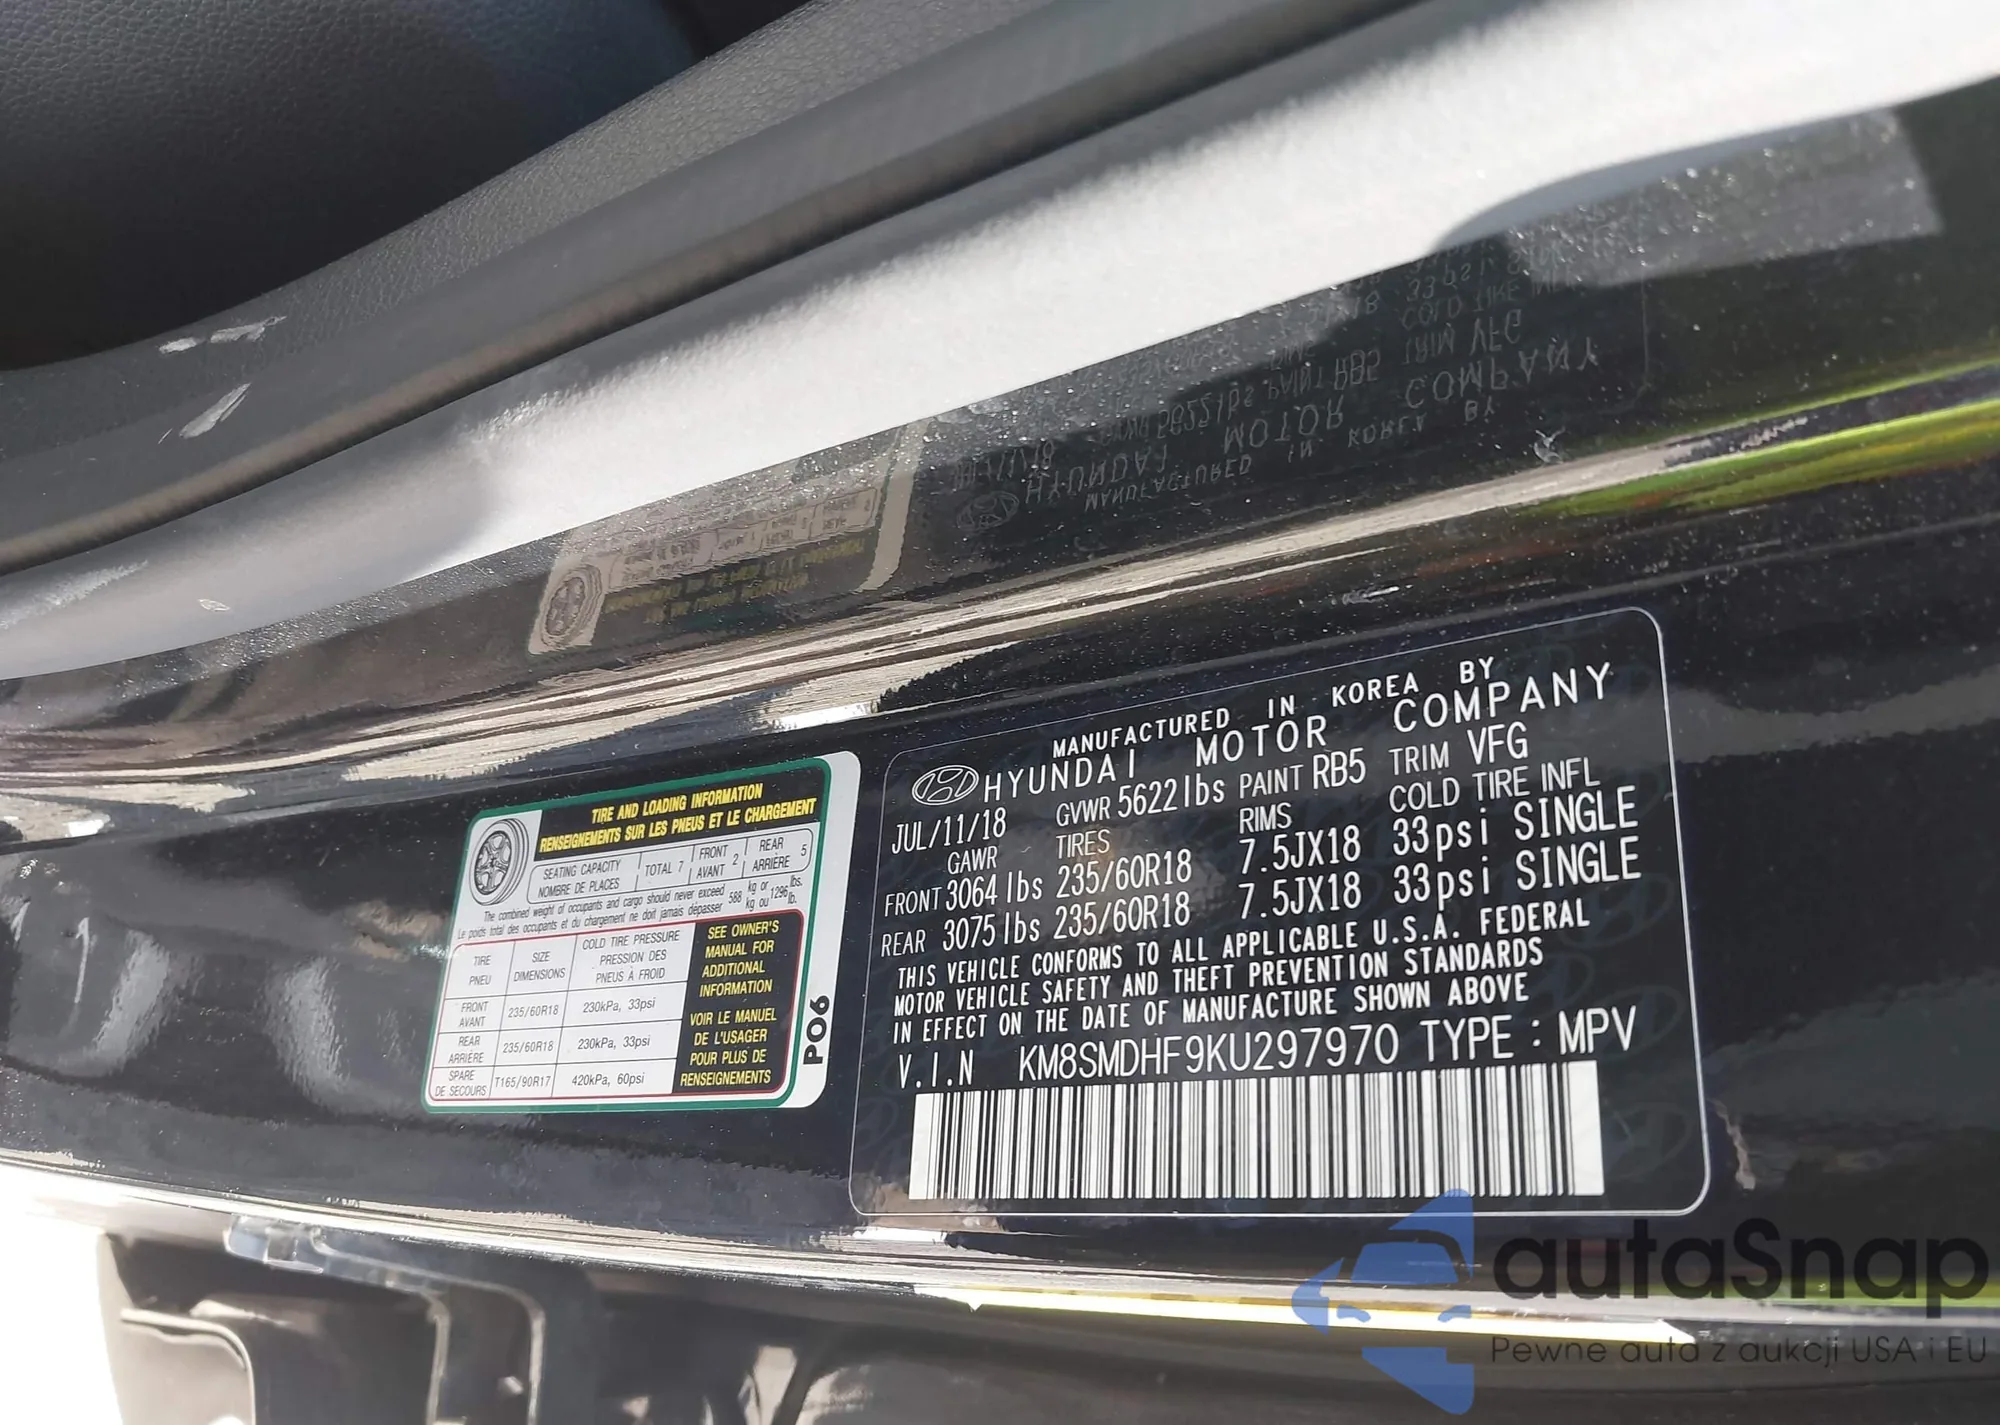 TIRE AND LOADING INFORMATION
RENSEIGNEMENTS SUR LES PNEUS ET LE CHARGEMENT
SEATING CAPACITY
NOMBRE DE PLACES
TOTAL 7
FRONT
AVANT
2
REAR
ARRIÈRE
5
The combined weight of occupants and cargo should never exceed 588 kg or 1296 lbs.
Le poids total des occupants et du chargement ne doit jamais dépasser kg ou lb.
TIRE
PNEU
SIZE
DIMENSIONS
COLD TIRE PRESSURE
PRESSION DES
PNEUS À FROID
FRONT
AVANT
235/60R18
230kPa, 33psi
REAR
ARRIÈRE
235/60R18
230kPa, 33psi
SPARE
DE SECOURS
T165/90R17
420kPa, 60psi
SEE OWNER'S
MANUAL FOR
ADDITIONAL
INFORMATION
VOIR LE MANUEL
DE L'USAGER
POUR PLUS DE
RENSEIGNEMENTS
P06
MANUFACTURED IN KOREA BY
HYUNDAI MOTOR COMPANY
JUL/11/18 GVWR 5622lbs PAINT RB5 TRIM VFG
GAWR TIRES RIMS COLD TIRE INFL
FRONT 3064lbs 235/60R18 7.5JX18 33psi SINGLE
REAR 3075lbs 235/60R18 7.5JX18 33psi SINGLE
THIS VEHICLE CONFORMS TO ALL APPLICABLE U.S.A. FEDERAL
MOTOR VEHICLE SAFETY AND THEFT PREVENTION STANDARDS
IN EFFECT ON THE DATE OF MANUFACTURE SHOWN ABOVE
V.I.N KM8SMDHF9KU297970 TYPE : MPV
autaSnap
Pewne auta z aukcji USA i EU